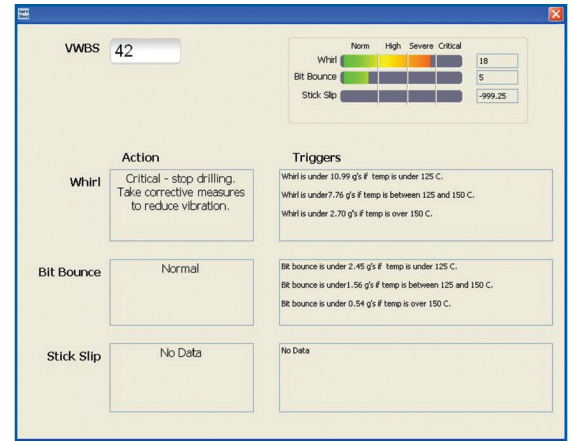 VWBS 42
Norm High Severe Critical
Whirl 18
Bit Bounce 5
Stick Slip -999.25
Action Triggers
Whirl
Critical - stop drilling.
Take corrective measures
to reduce vibration.
Whirl is under 10.99 g's if temp is under 125 C.
Whirl is under7.76 g's if temp is between 125 and 150 C.
Whirl is under 2.70 g's if temp is over 150 C.
Bit Bounce
Normal
Bit bounce is under 2.45 g's if temp is under 125 C.
Bit bounce is under1.56 g's if temp is between 125 and 150 C.
Bit bounce is under 0.54 g's if temp is over 150 C.
Stick Slip
No Data
No Data